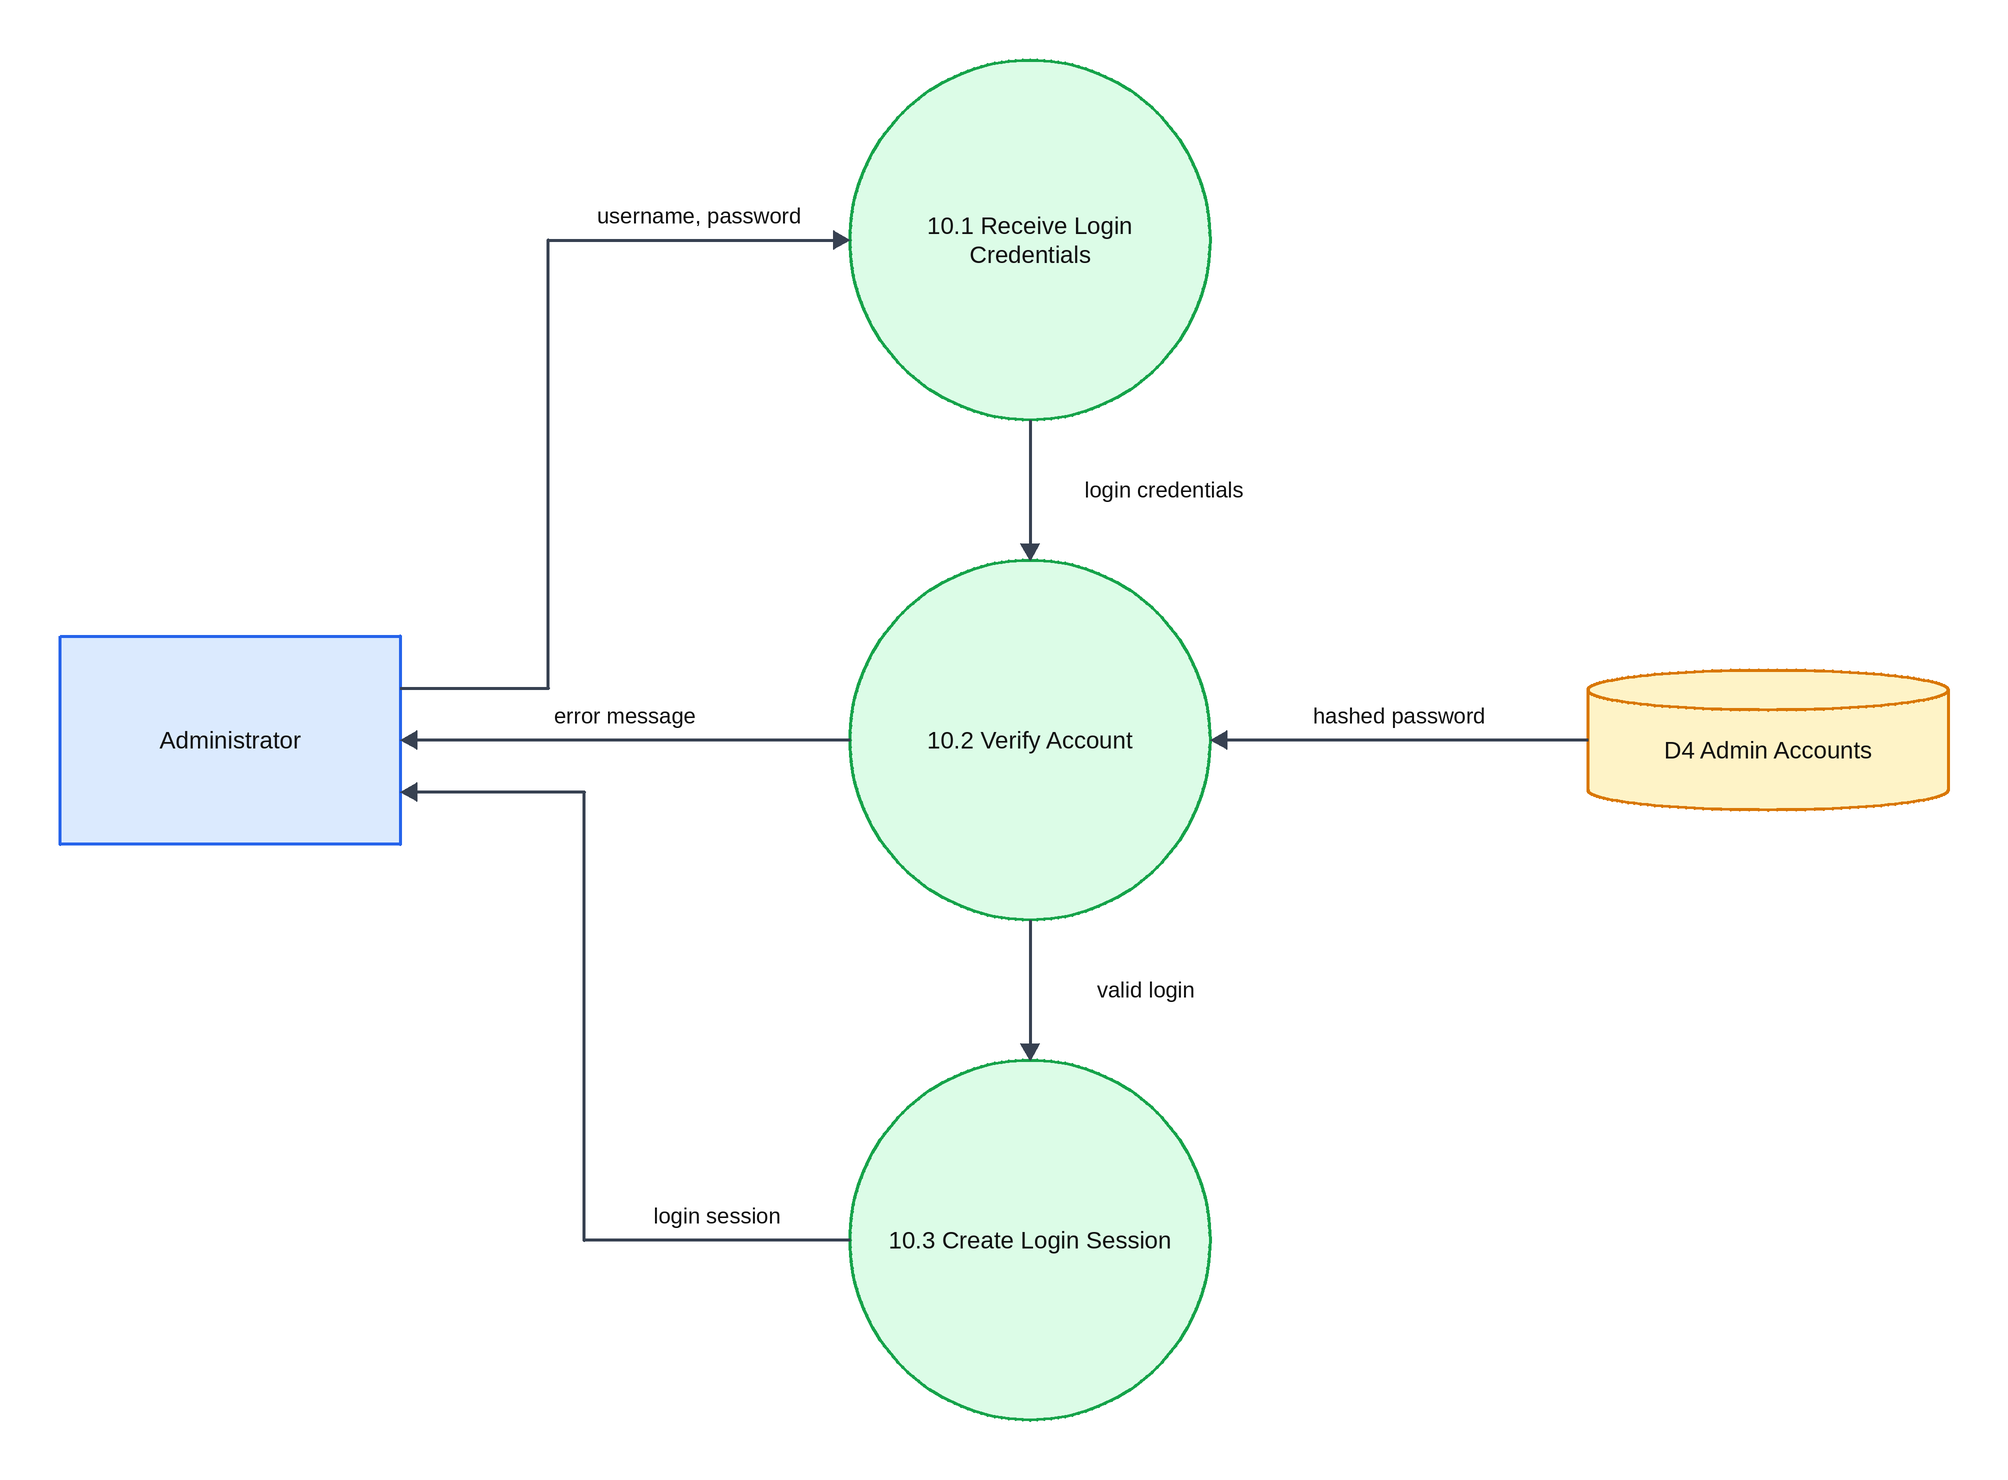 username, password
10.1 Receive Login
Credentials
login credentials
Administrator
error message
10.2 Verify Account
hashed password
D4 Admin Accounts
valid login
login session
10.3 Create Login Session